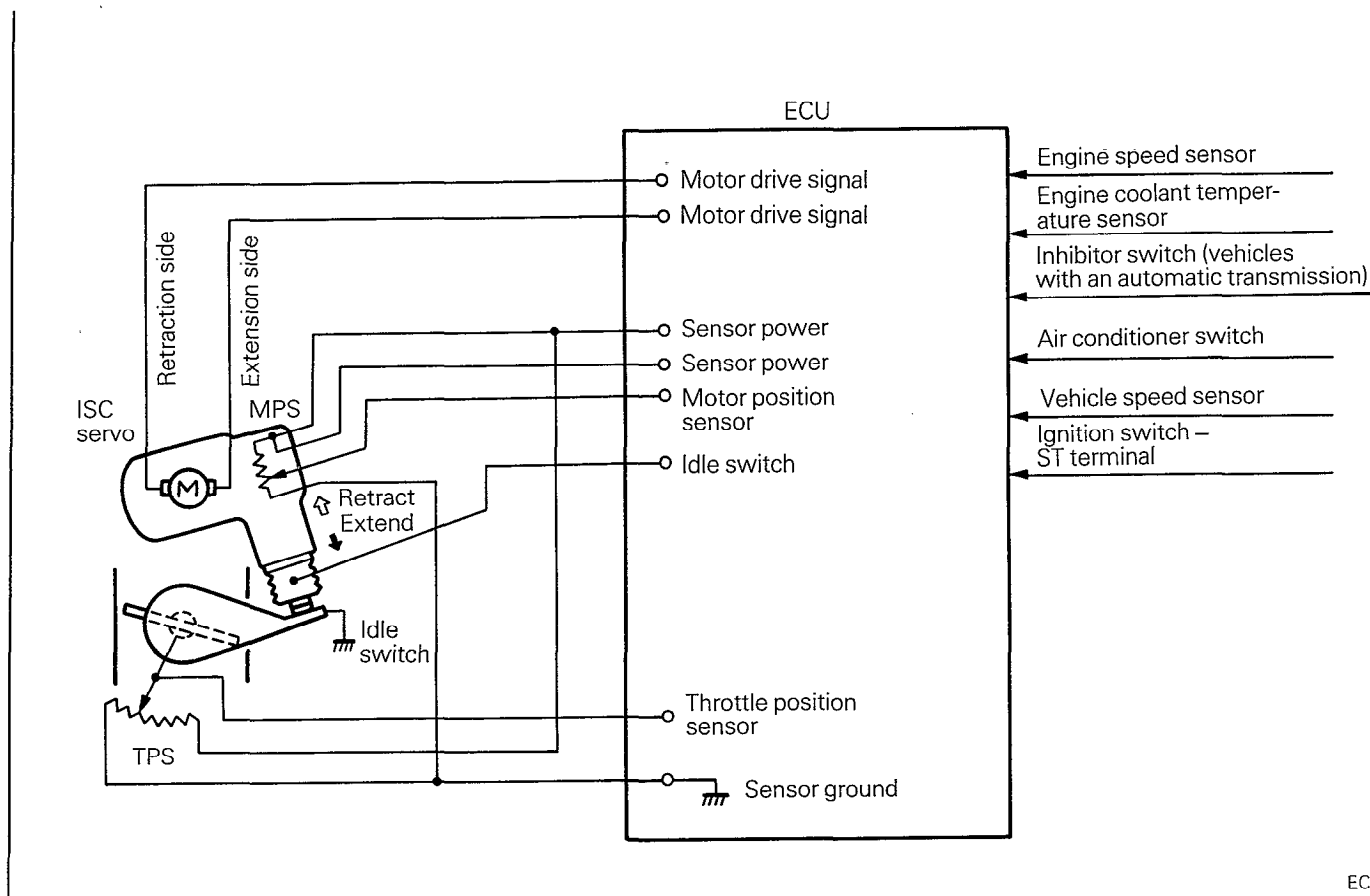 ECU
Motor drive signal
Motor drive signal
Retraction side
Extension side
Sensor power
Sensor power
Motor position
sensor
Idle switch
ISC
servo
MPS
M
Retract
Extend
Idle
switch
TPS
Throttle position
sensor
Sensor ground
Engine speed sensor
Engine coolant temper-
ature sensor
Inhibitor switch (vehicles
with an automatic transmission)
Air conditioner switch
Vehicle speed sensor
Ignition switch –
ST terminal
EC